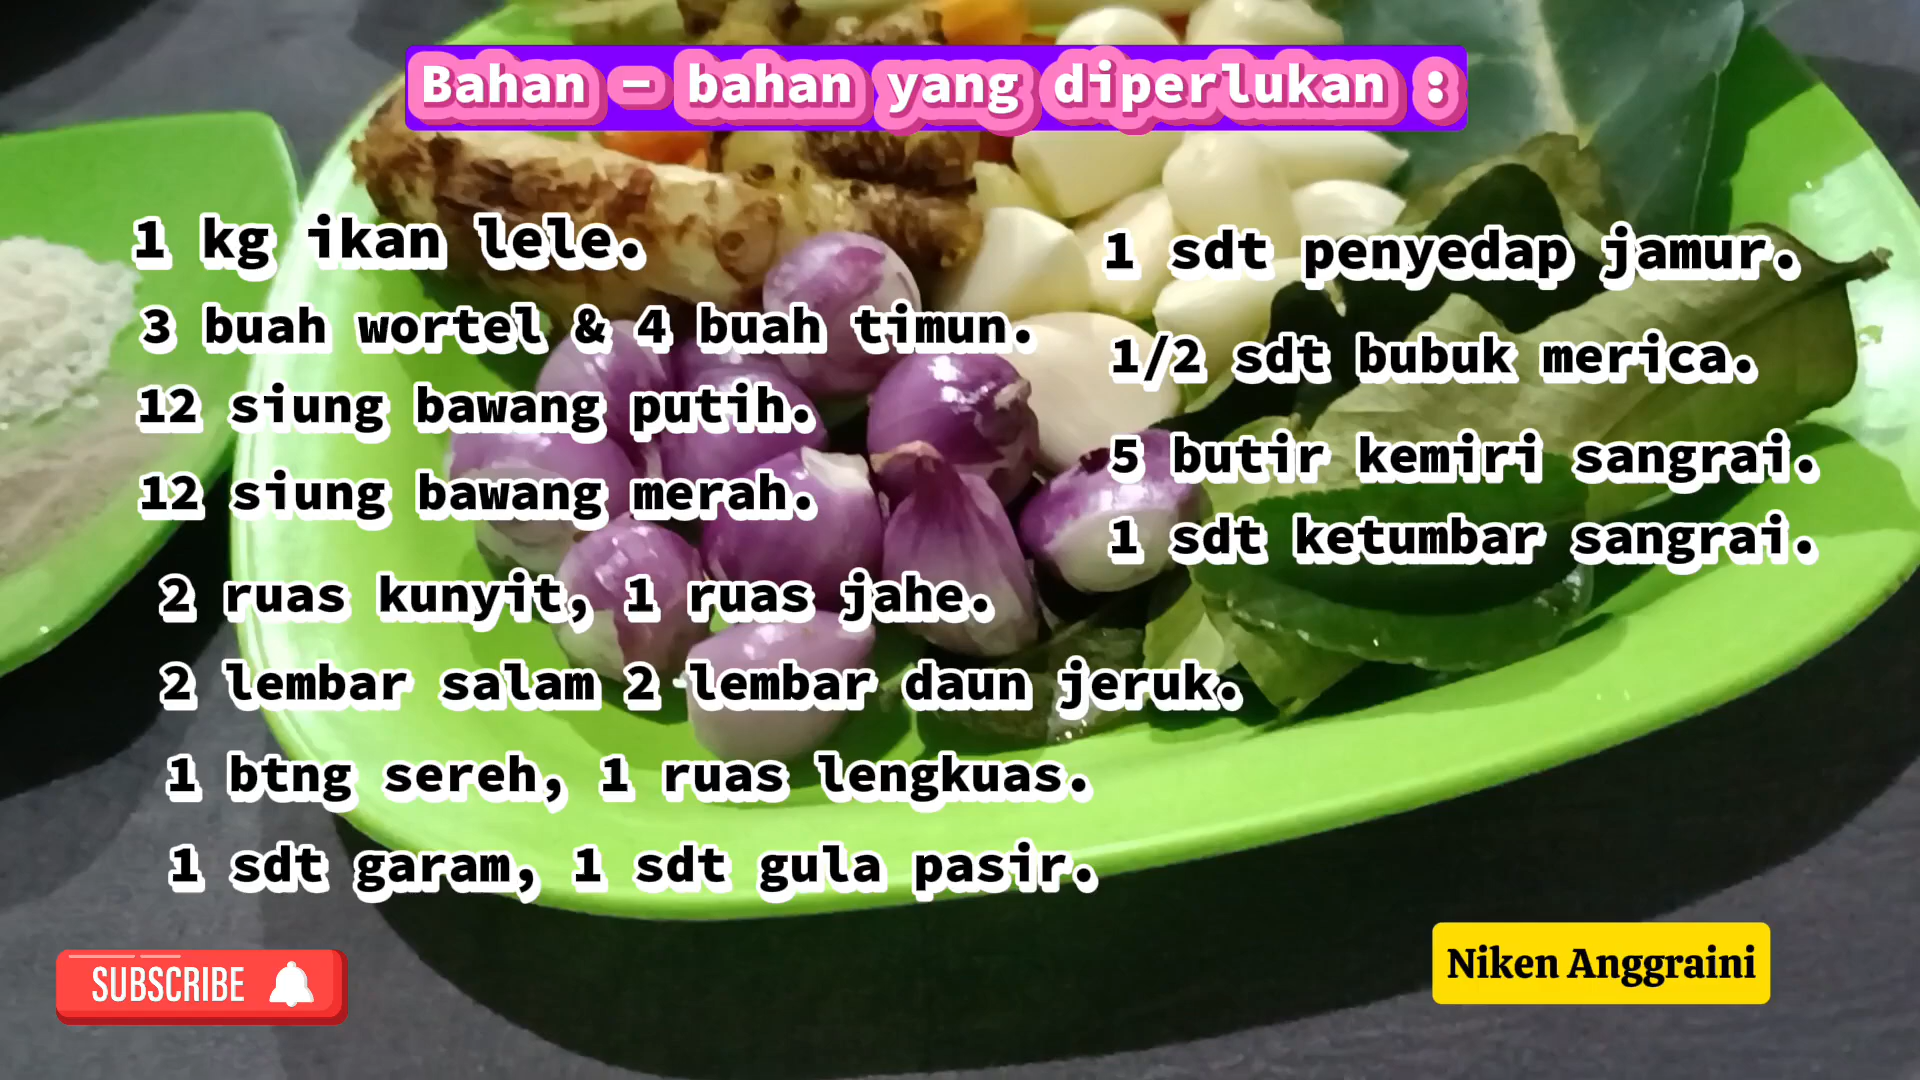 Bahan - bahan yang diperlukan :
1 kg ikan lele.
3 buah wortel & 4 buah timun.
12 siung bawang putih.
12 siung bawang merah.
2 ruas kunyit, 1 ruas jahe.
2 lembar salam 2 lembar daun jeruk.
1 btng sereh, 1 ruas lengkuas.
1 sdt garam, 1 sdt gula pasir.
1 sdt penyedap jamur.
1/2 sdt bubuk merica.
5 butir kemiri sangrai.
1 sdt ketumbar sangrai.
SUBSCRIBE
Niken Anggraini